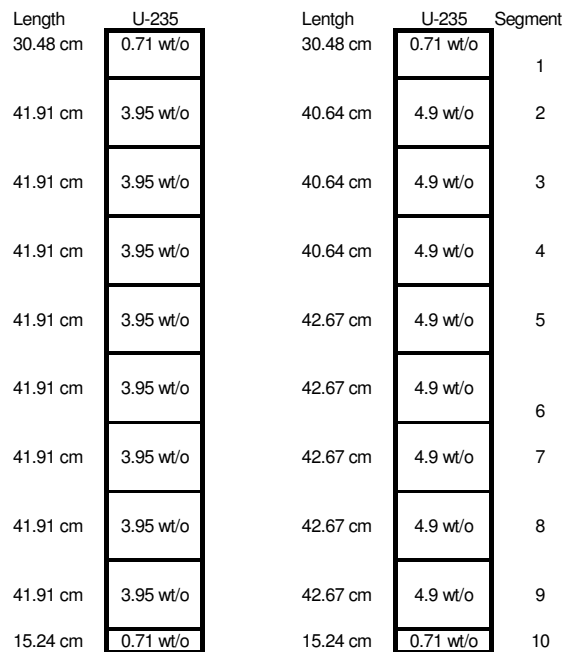 Length U-235 Lentgh U-235 Segment
30.48 cm 0.71 wt/o 30.48 cm 0.71 wt/o
1
41.91 cm 3.95 wt/o 40.64 cm 4.9 wt/o 2
41.91 cm 3.95 wt/o 40.64 cm 4.9 wt/o 3
41.91 cm 3.95 wt/o 40.64 cm 4.9 wt/o 4
41.91 cm 3.95 wt/o 42.67 cm 4.9 wt/o 5
41.91 cm 3.95 wt/o 42.67 cm 4.9 wt/o
6
41.91 cm 3.95 wt/o 42.67 cm 4.9 wt/o 7
41.91 cm 3.95 wt/o 42.67 cm 4.9 wt/o 8
41.91 cm 3.95 wt/o 42.67 cm 4.9 wt/o 9
15.24 cm 0.71 wt/o 15.24 cm 0.71 wt/o 10